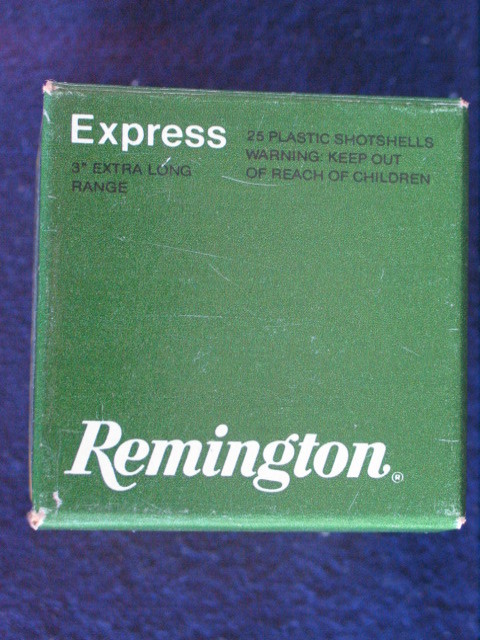 Express
3" EXTRA LONG
RANGE
25 PLASTIC SHOTSHELLS
WARNING: KEEP OUT
OF REACH OF CHILDREN
Remington®